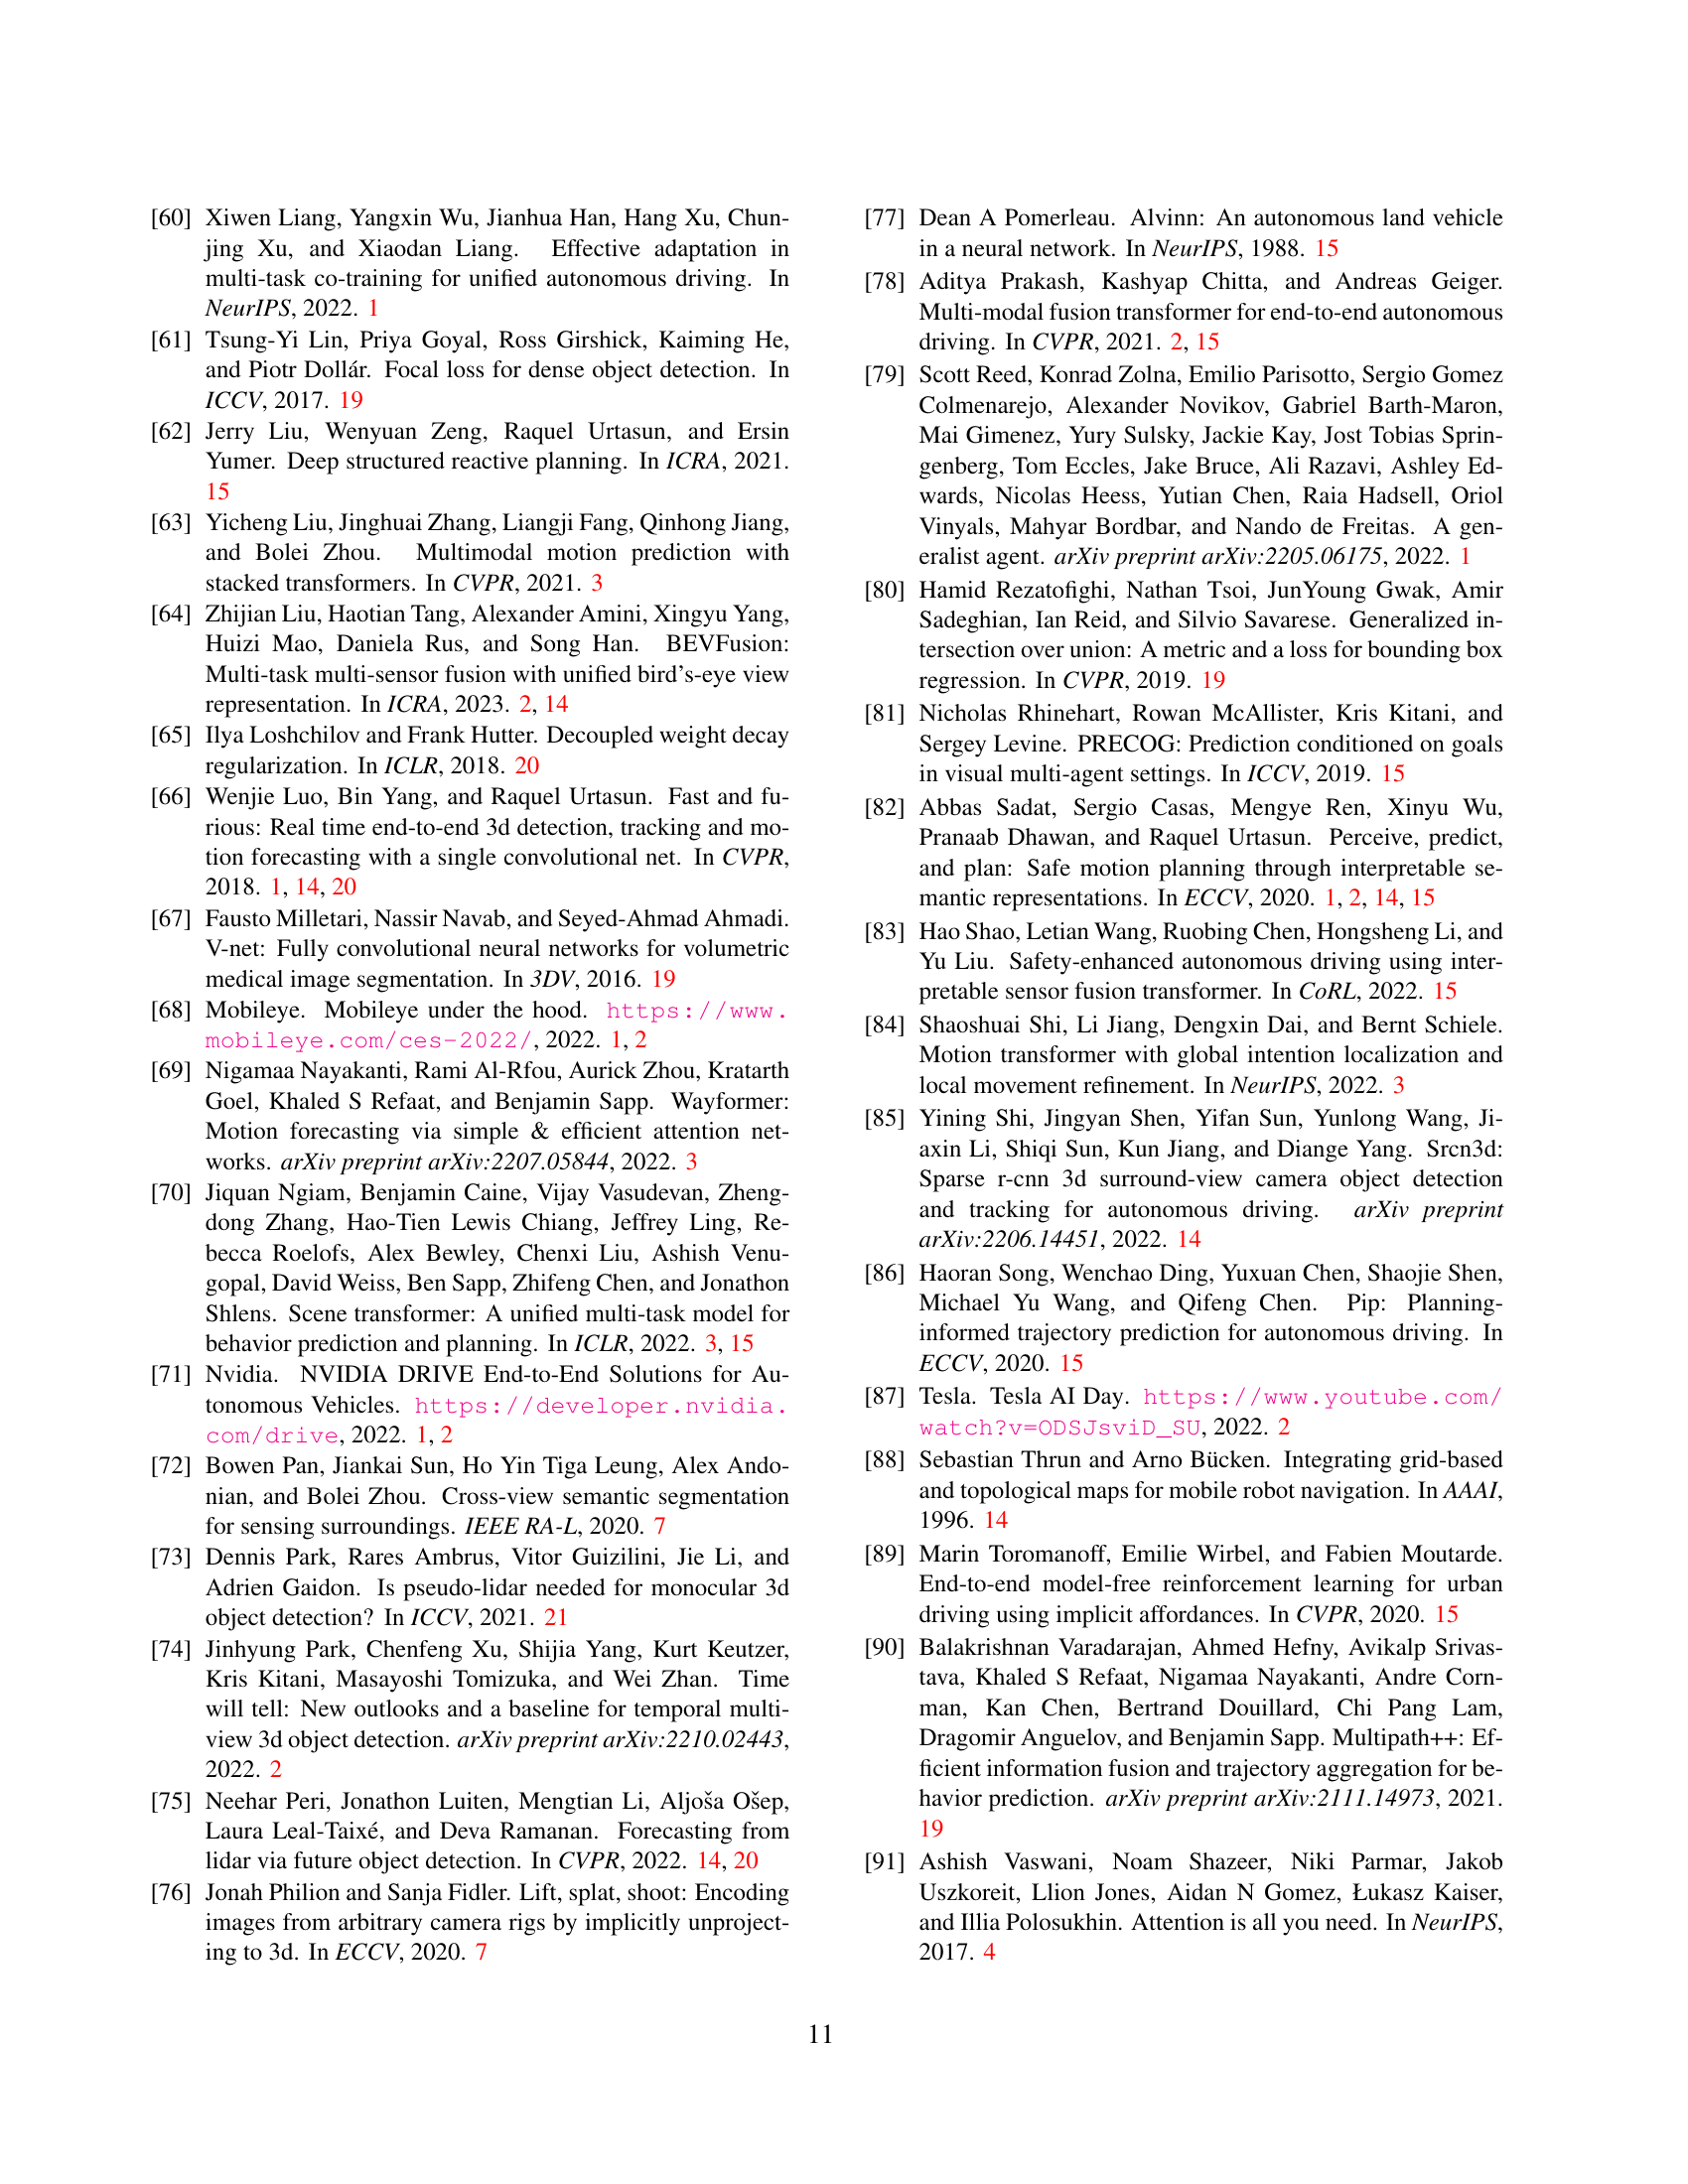 [60] Xiwen Liang, Yangxin Wu, Jianhua Han, Hang Xu, Chun-
jing Xu, and Xiaodan Liang. Effective adaptation in
multi-task co-training for unified autonomous driving. In
NeurIPS, 2022. 1
[61] Tsung-Yi Lin, Priya Goyal, Ross Girshick, Kaiming He,
and Piotr Dollár. Focal loss for dense object detection. In
ICCV, 2017. 19
[62] Jerry Liu, Wenyuan Zeng, Raquel Urtasun, and Ersin
Yumer. Deep structured reactive planning. In ICRA, 2021.
15
[63] Yicheng Liu, Jinghuai Zhang, Liangji Fang, Qinhong Jiang,
and Bolei Zhou. Multimodal motion prediction with
stacked transformers. In CVPR, 2021. 3
[64] Zhijian Liu, Haotian Tang, Alexander Amini, Xingyu Yang,
Huizi Mao, Daniela Rus, and Song Han. BEVFusion:
Multi-task multi-sensor fusion with unified bird's-eye view
representation. In ICRA, 2023. 2, 14
[65] Ilya Loshchilov and Frank Hutter. Decoupled weight decay
regularization. In ICLR, 2018. 20
[66] Wenjie Luo, Bin Yang, and Raquel Urtasun. Fast and fu-
rious: Real time end-to-end 3d detection, tracking and mo-
tion forecasting with a single convolutional net. In CVPR,
2018. 1, 14, 20
[67] Fausto Milletari, Nassir Navab, and Seyed-Ahmad Ahmadi.
V-net: Fully convolutional neural networks for volumetric
medical image segmentation. In 3DV, 2016. 19
[68] Mobileye. Mobileye under the hood. https://www.
mobileye.com/ces-2022/, 2022. 1, 2
[69] Nigamaa Nayakanti, Rami Al-Rfou, Aurick Zhou, Kratarth
Goel, Khaled S Refaat, and Benjamin Sapp. Wayformer:
Motion forecasting via simple & efficient attention net-
works. arXiv preprint arXiv:2207.05844, 2022. 3
[70] Jiquan Ngiam, Benjamin Caine, Vijay Vasudevan, Zheng-
dong Zhang, Hao-Tien Lewis Chiang, Jeffrey Ling, Re-
becca Roelofs, Alex Bewley, Chenxi Liu, Ashish Venu-
gopal, David Weiss, Ben Sapp, Zhifeng Chen, and Jonathon
Shlens. Scene transformer: A unified multi-task model for
behavior prediction and planning. In ICLR, 2022. 3, 15
[71] Nvidia. NVIDIA DRIVE End-to-End Solutions for Au-
tonomous Vehicles. https://developer.nvidia.
com/drive, 2022. 1, 2
[72] Bowen Pan, Jiankai Sun, Ho Yin Tiga Leung, Alex Ando-
nian, and Bolei Zhou. Cross-view semantic segmentation
for sensing surroundings. IEEE RA-L, 2020. 7
[73] Dennis Park, Rares Ambrus, Vitor Guizilini, Jie Li, and
Adrien Gaidon. Is pseudo-lidar needed for monocular 3d
object detection? In ICCV, 2021. 21
[74] Jinhyung Park, Chenfeng Xu, Shijia Yang, Kurt Keutzer,
Kris Kitani, Masayoshi Tomizuka, and Wei Zhan. Time
will tell: New outlooks and a baseline for temporal multi-
view 3d object detection. arXiv preprint arXiv:2210.02443,
2022. 2
[75] Neehar Peri, Jonathon Luiten, Mengtian Li, Aljoša Ošep,
Laura Leal-Taixé, and Deva Ramanan. Forecasting from
lidar via future object detection. In CVPR, 2022. 14, 20
[76] Jonah Philion and Sanja Fidler. Lift, splat, shoot: Encoding
images from arbitrary camera rigs by implicitly unproject-
ing to 3d. In ECCV, 2020. 7
[77] Dean A Pomerleau. Alvinn: An autonomous land vehicle
in a neural network. In NeurIPS, 1988. 15
[78] Aditya Prakash, Kashyap Chitta, and Andreas Geiger.
Multi-modal fusion transformer for end-to-end autonomous
driving. In CVPR, 2021. 2, 15
[79] Scott Reed, Konrad Zolna, Emilio Parisotto, Sergio Gomez
Colmenarejo, Alexander Novikov, Gabriel Barth-Maron,
Mai Gimenez, Yury Sulsky, Jackie Kay, Jost Tobias Sprin-
genberg, Tom Eccles, Jake Bruce, Ali Razavi, Ashley Ed-
wards, Nicolas Heess, Yutian Chen, Raia Hadsell, Oriol
Vinyals, Mahyar Bordbar, and Nando de Freitas. A gen-
eralist agent. arXiv preprint arXiv:2205.06175, 2022. 1
[80] Hamid Rezatofighi, Nathan Tsoi, JunYoung Gwak, Amir
Sadeghian, Ian Reid, and Silvio Savarese. Generalized in-
tersection over union: A metric and a loss for bounding box
regression. In CVPR, 2019. 19
[81] Nicholas Rhinehart, Rowan McAllister, Kris Kitani, and
Sergey Levine. PRECOG: Prediction conditioned on goals
in visual multi-agent settings. In ICCV, 2019. 15
[82] Abbas Sadat, Sergio Casas, Mengye Ren, Xinyu Wu,
Pranaab Dhawan, and Raquel Urtasun. Perceive, predict,
and plan: Safe motion planning through interpretable se-
mantic representations. In ECCV, 2020. 1, 2, 14, 15
[83] Hao Shao, Letian Wang, Ruobing Chen, Hongsheng Li, and
Yu Liu. Safety-enhanced autonomous driving using inter-
pretable sensor fusion transformer. In CoRL, 2022. 15
[84] Shaoshuai Shi, Li Jiang, Dengxin Dai, and Bernt Schiele.
Motion transformer with global intention localization and
local movement refinement. In NeurIPS, 2022. 3
[85] Yining Shi, Jingyan Shen, Yifan Sun, Yunlong Wang, Ji-
axin Li, Shiqi Sun, Kun Jiang, and Diange Yang. Srcn3d:
Sparse r-cnn 3d surround-view camera object detection
and tracking for autonomous driving. arXiv preprint
arXiv:2206.14451, 2022. 14
[86] Haoran Song, Wenchao Ding, Yuxuan Chen, Shaojie Shen,
Michael Yu Wang, and Qifeng Chen. Pip: Planning-
informed trajectory prediction for autonomous driving. In
ECCV, 2020. 15
[87] Tesla. Tesla AI Day. https://www.youtube.com/
watch?v=ODSJsviD_SU, 2022. 2
[88] Sebastian Thrun and Arno Bücken. Integrating grid-based
and topological maps for mobile robot navigation. In AAAI,
1996. 14
[89] Marin Toromanoff, Emilie Wirbel, and Fabien Moutarde.
End-to-end model-free reinforcement learning for urban
driving using implicit affordances. In CVPR, 2020. 15
[90] Balakrishnan Varadarajan, Ahmed Hefny, Avikalp Srivas-
tava, Khaled S Refaat, Nigamaa Nayakanti, Andre Corn-
man, Kan Chen, Bertrand Douillard, Chi Pang Lam,
Dragomir Anguelov, and Benjamin Sapp. Multipath++: Ef-
ficient information fusion and trajectory aggregation for be-
havior prediction. arXiv preprint arXiv:2111.14973, 2021.
19
[91] Ashish Vaswani, Noam Shazeer, Niki Parmar, Jakob
Uszkoreit, Llion Jones, Aidan N Gomez, Łukasz Kaiser,
and Illia Polosukhin. Attention is all you need. In NeurIPS,
2017. 4
11